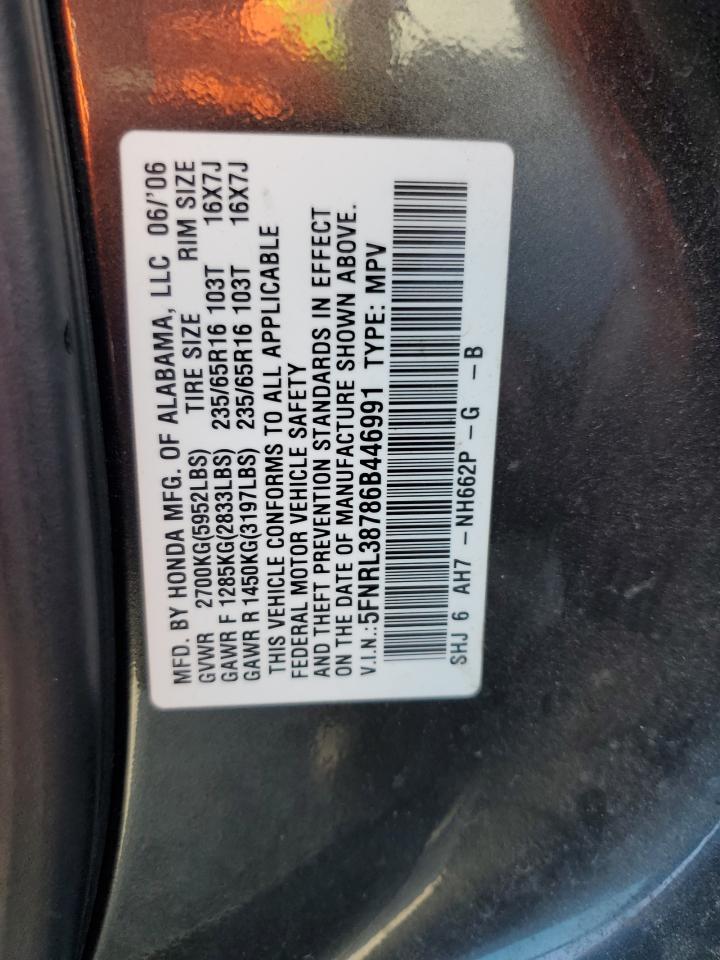 MFD. BY HONDA MFG. OF ALABAMA, LLC 06/'06
GVWR 2700KG(5952LBS) TIRE SIZE RIM SIZE
GAWR F 1285KG(2833LBS) 235/65R16 103T 16X7J
GAWR R 1450KG(3197LBS) 235/65R16 103T 16X7J
THIS VEHICLE CONFORMS TO ALL APPLICABLE
FEDERAL MOTOR VEHICLE SAFETY
AND THEFT PREVENTION STANDARDS IN EFFECT
ON THE DATE OF MANUFACTURE SHOWN ABOVE.
V.I.N.:5FNRL38786B446991 TYPE: MPV
SHJ 6 AH7 -NH662P -G -B